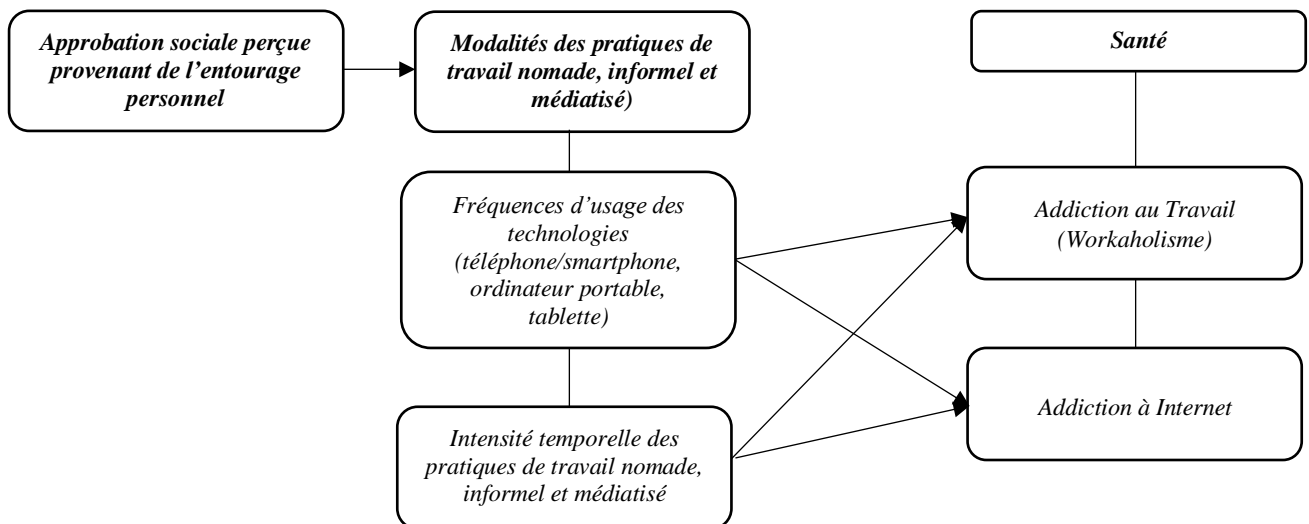 Approbation sociale perçue
provenant de l’entourage
personnel
Modalités des pratiques de
travail nomade, informel et
médiatisé)
Santé
Fréquences d’usage des
technologies
(téléphone/smartphone,
ordinateur portable,
tablette)
Addiction au Travail
(Workaholisme)
Intensité temporelle des
pratiques de travail nomade,
informel et médiatisé
Addiction à Internet